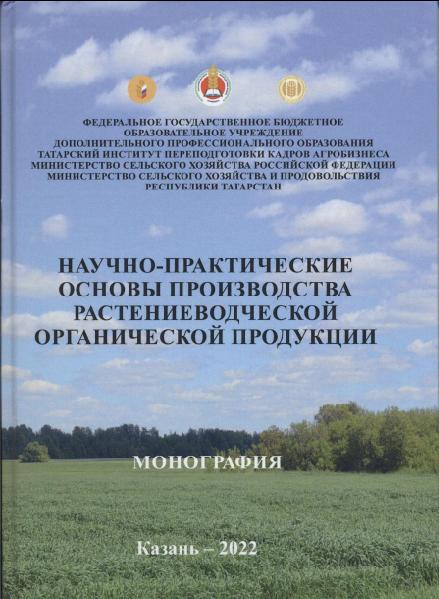 ФЕДЕРАЛЬНОЕ ГОСУДАРСТВЕННОЕ БЮДЖЕТНОЕ
ОБРАЗОВАТЕЛЬНОЕ УЧРЕЖДЕНИЕ
ДОПОЛНИТЕЛЬНОГО ПРОФЕССИОНАЛЬНОГО ОБРАЗОВАНИЯ
ТАТАРСКИЙ ИНСТИТУТ ПЕРЕПОДГОТОВКИ КАДРОВ АГРОБИЗНЕСА
МИНИСТЕРСТВО СЕЛЬСКОГО ХОЗЯЙСТВА РОССИЙСКОЙ ФЕДЕРАЦИИ
МИНИСТЕРСТВО СЕЛЬСКОГО ХОЗЯЙСТВА И ПРОДОВОЛЬСТВИЯ
РЕСПУБЛИКИ ТАТАРСТАН
НАУЧНО-ПРАКТИЧЕСКИЕ
ОСНОВЫ ПРОИЗВОДСТВА
РАСТЕНИЕВОДЧЕСКОЙ
ОРГАНИЧЕСКОЙ ПРОДУКЦИИ
МОНОГРАФИЯ
Казань – 2022